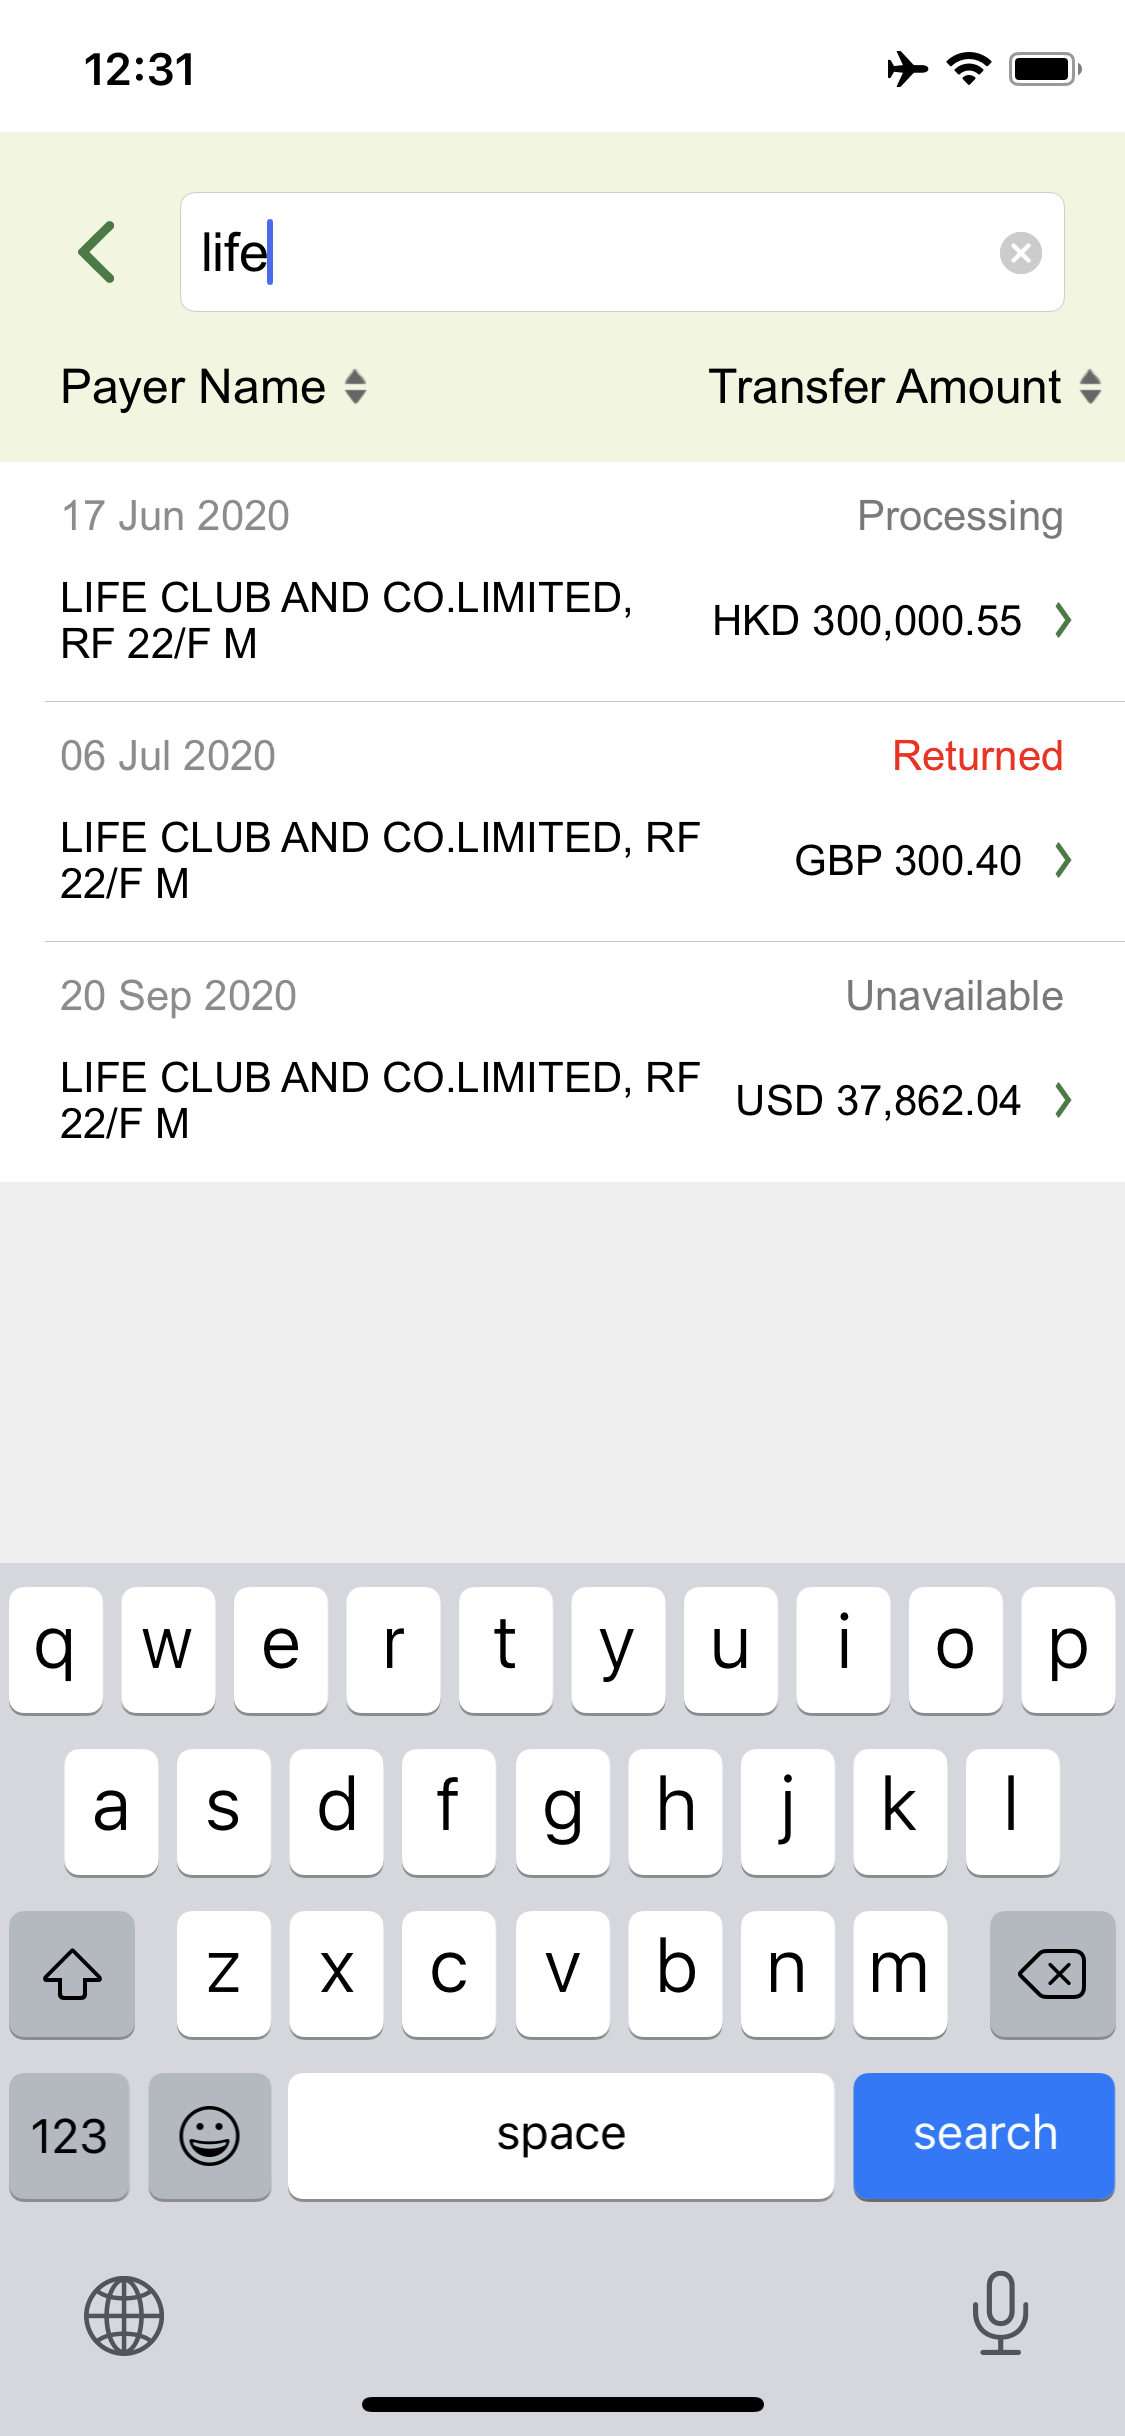 12:31
life
Payer Name
Transfer Amount
17 Jun 2020
Processing
LIFE CLUB AND CO.LIMITED,
RF 22/F M
HKD 300,000.55
06 Jul 2020
Returned
LIFE CLUB AND CO.LIMITED, RF
22/F M
GBP 300.40
20 Sep 2020
Unavailable
LIFE CLUB AND CO.LIMITED, RF
22/F M
USD 37,862.04
q w e r t y u i o p
a s d f g h j k l
z x c v b n m
123 space search